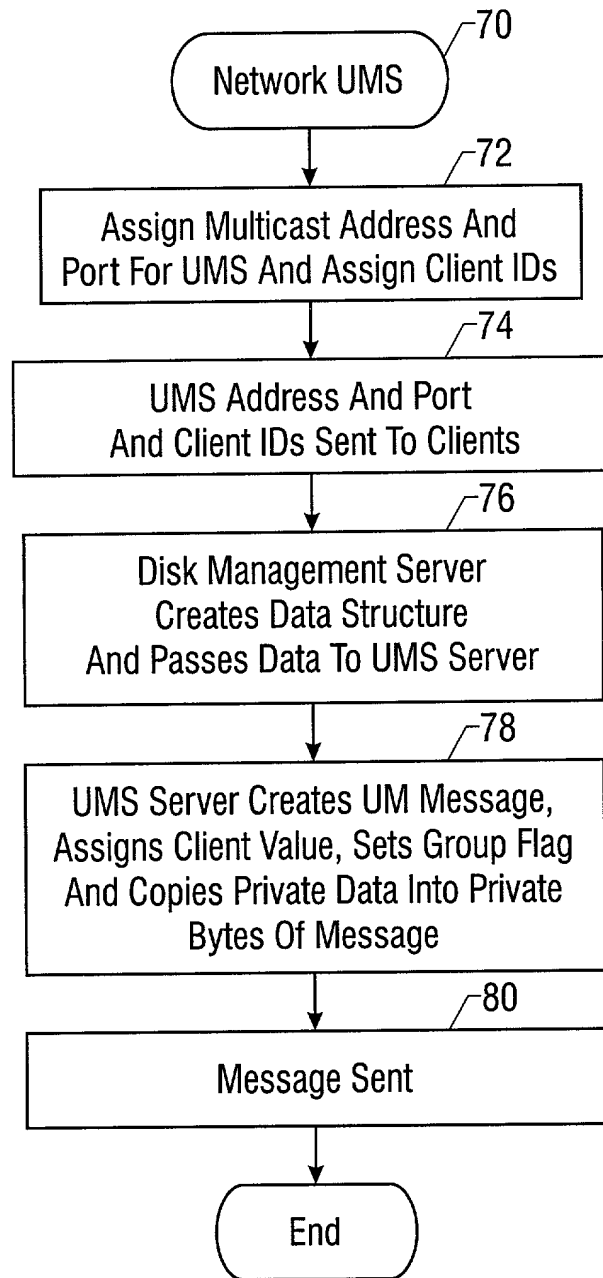 70
Network UMS
72
Assign Multicast Address And
Port For UMS And Assign Client IDs
74
UMS Address And Port
And Client IDs Sent To Clients
76
Disk Management Server
Creates Data Structure
And Passes Data To UMS Server
78
UMS Server Creates UM Message,
Assigns Client Value, Sets Group Flag
And Copies Private Data Into Private
Bytes Of Message
80
Message Sent
End